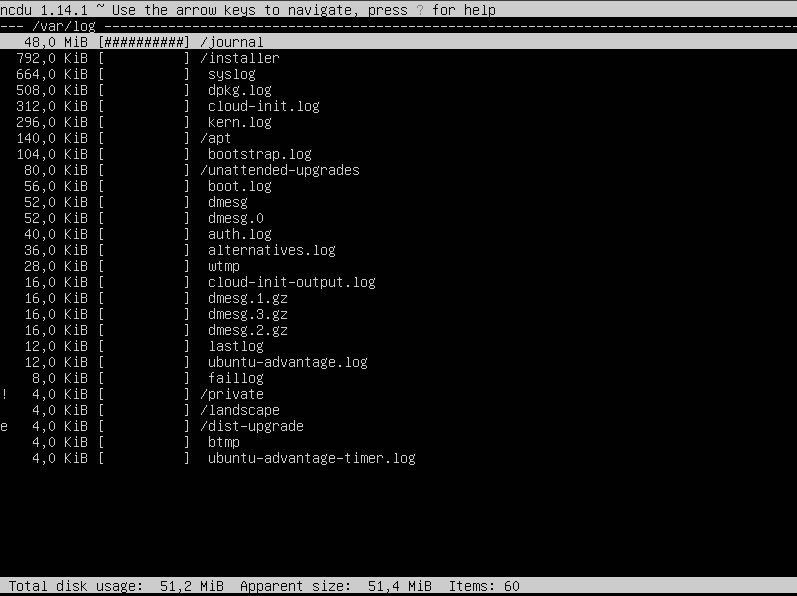 ncdu 1.14.1 ~ Use the arrow keys to navigate, press ? for help
--- /var/log ---------------------------------------------------------------------------------------
   48,0 MiB [##########] /journal
  792,0 KiB [          ] /installer
  664,0 KiB [          ]  syslog
  508,0 KiB [          ]  dpkg.log
  312,0 KiB [          ]  cloud-init.log
  296,0 KiB [          ]  kern.log
  140,0 KiB [          ] /apt
  104,0 KiB [          ]  bootstrap.log
   80,0 KiB [          ] /unattended-upgrades
   56,0 KiB [          ]  boot.log
   52,0 KiB [          ]  dmesg
   52,0 KiB [          ]  dmesg.0
   40,0 KiB [          ]  auth.log
   36,0 KiB [          ]  alternatives.log
   28,0 KiB [          ]  wtmp
   16,0 KiB [          ]  cloud-init-output.log
   16,0 KiB [          ]  dmesg.1.gz
   16,0 KiB [          ]  dmesg.3.gz
   16,0 KiB [          ]  dmesg.2.gz
   12,0 KiB [          ]  lastlog
   12,0 KiB [          ]  ubuntu-advantage.log
    8,0 KiB [          ]  faillog
!   4,0 KiB [          ] /private
    4,0 KiB [          ] /landscape
e   4,0 KiB [          ] /dist-upgrade
    4,0 KiB [          ]  btmp
    4,0 KiB [          ]  ubuntu-advantage-timer.log
 Total disk usage:  51,2 MiB  Apparent size:  51,4 MiB  Items: 60